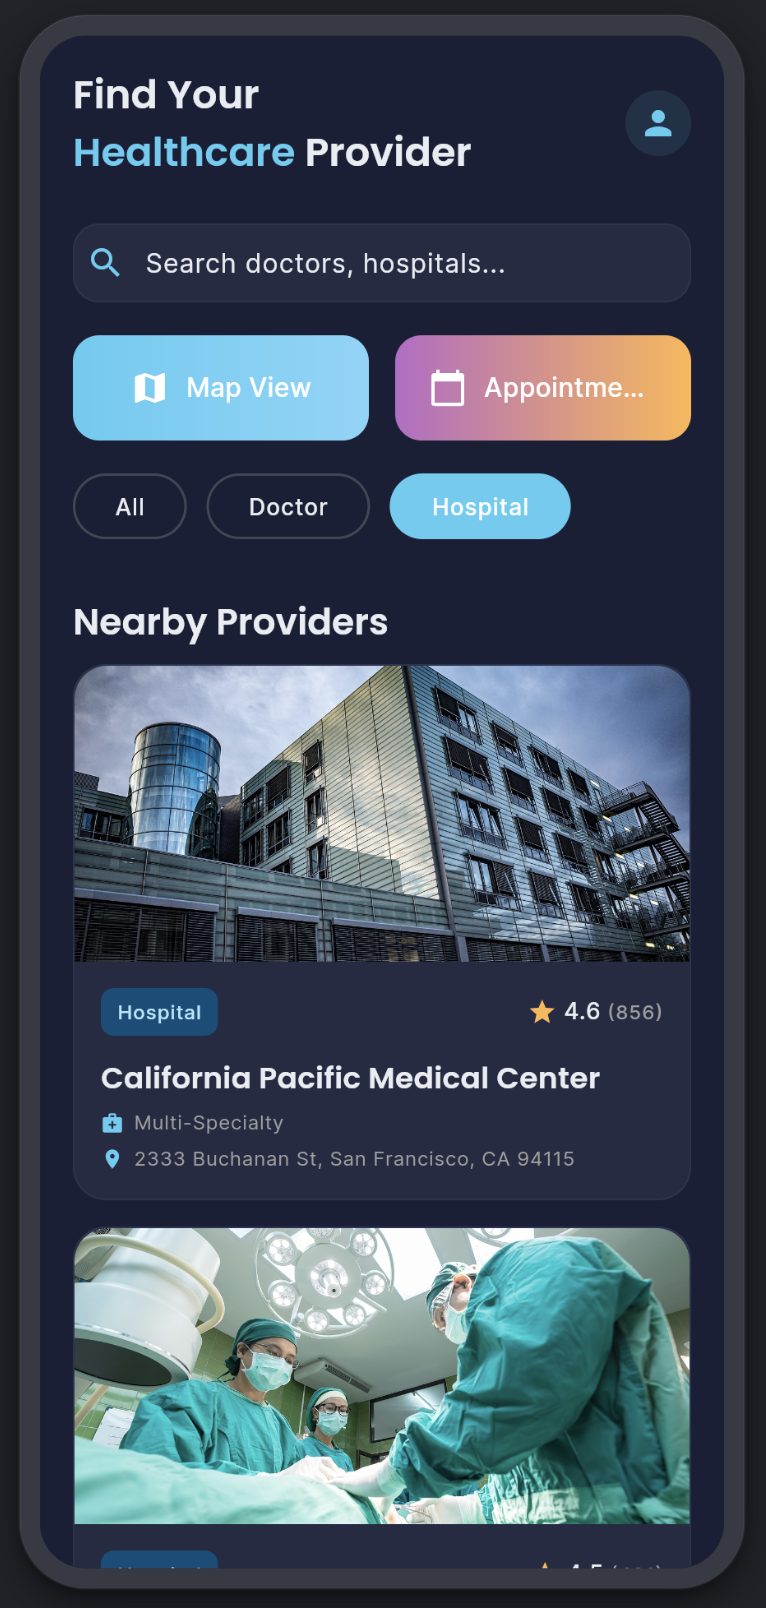 Find Your
Healthcare Provider
Search doctors, hospitals...
Map View
Appointme...
All
Doctor
Hospital
Nearby Providers
Hospital
4.6 (856)
California Pacific Medical Center
Multi-Specialty
2333 Buchanan St, San Francisco, CA 94115